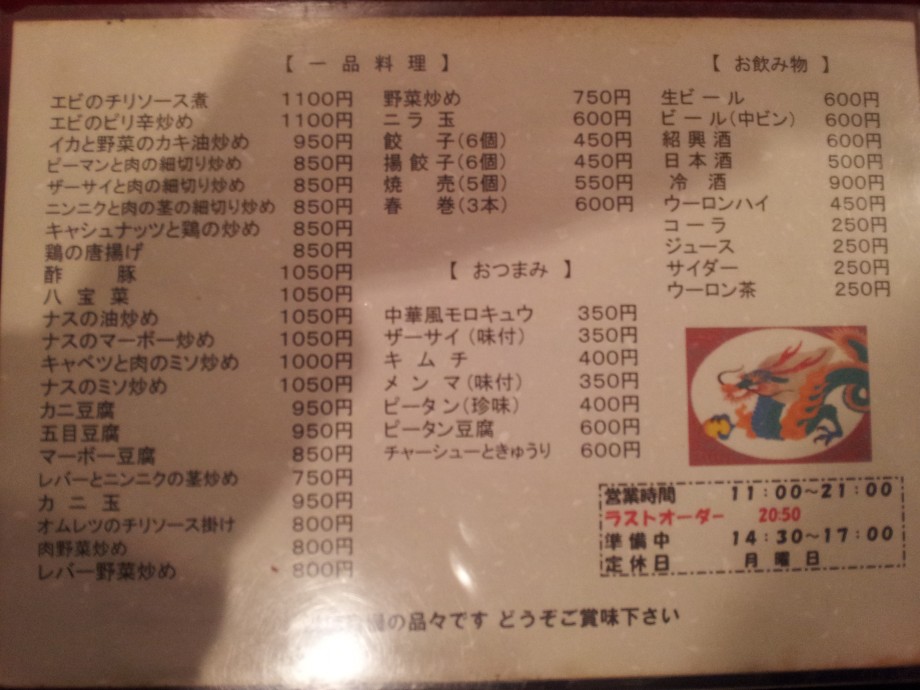 【 一 品 料 理 】
エビのチリソース煮 1100円
エビのピリ辛炒め 1100円
イカと野菜のカキ油炒め 950円
ピーマンと肉の細切り炒め 850円
ザーサイと肉の細切り炒め 850円
ニンニクと肉の茎の細切り炒め 850円
キャシュナッツと鶏の炒め 850円
鶏の唐揚げ 850円
酢 豚 1050円
八 宝 菜 1050円
ナスの油炒め 1050円
ナスのマーボー炒め 1050円
キャベツと肉のミソ炒め 1000円
ナスのミソ炒め 1050円
カニ豆腐 950円
五目豆腐 950円
マーボー豆腐 850円
レバーとニンニクの茎炒め 750円
カ ニ 玉 950円
オムレツのチリソース掛け 800円
肉野菜炒め 800円
レバー野菜炒め 800円
野菜炒め 750円
ニ ラ 玉 600円
餃 子(6個) 450円
揚 餃 子(6個) 450円
焼 売(5個) 550円
春 巻(3本) 600円
【 おつまみ 】
中華風モロキュウ 350円
ザーサイ(味付) 350円
キ ム チ 400円
メ ン マ(味付) 350円
ピータン(珍味) 400円
ピータン豆腐 600円
チャーシューときゅうり 600円
【 お飲み物 】
生ビ ー ル 600円
ビ ー ル(中ビン) 600円
紹 興 酒 600円
日 本 酒 500円
冷 酒 900円
ウーロンハイ 450円
コ ー ラ 250円
ジュース 250円
サイダー 250円
ウーロン茶 250円
営業時間 11:00~21:00
ラストオーダー 20:50
準 備 中 14:30~17:00
定 休 日 月 曜 日
の品々です どうぞご賞味下さい